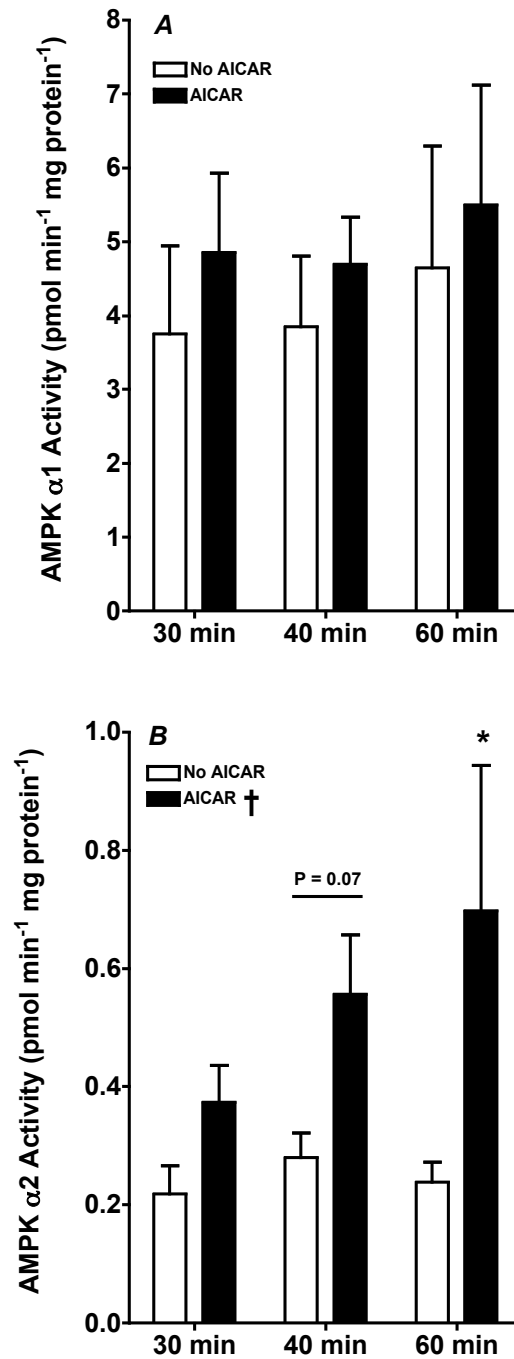 A
No AICAR
AICAR
AMPK α1 Activity (pmol min⁻¹ mg protein⁻¹)
8
7
6
5
4
3
2
1
0
30 min 40 min 60 min
B
No AICAR
AICAR †
*
P = 0.07
AMPK α2 Activity (pmol min⁻¹ mg protein⁻¹)
1.0
0.8
0.6
0.4
0.2
0.0
30 min 40 min 60 min